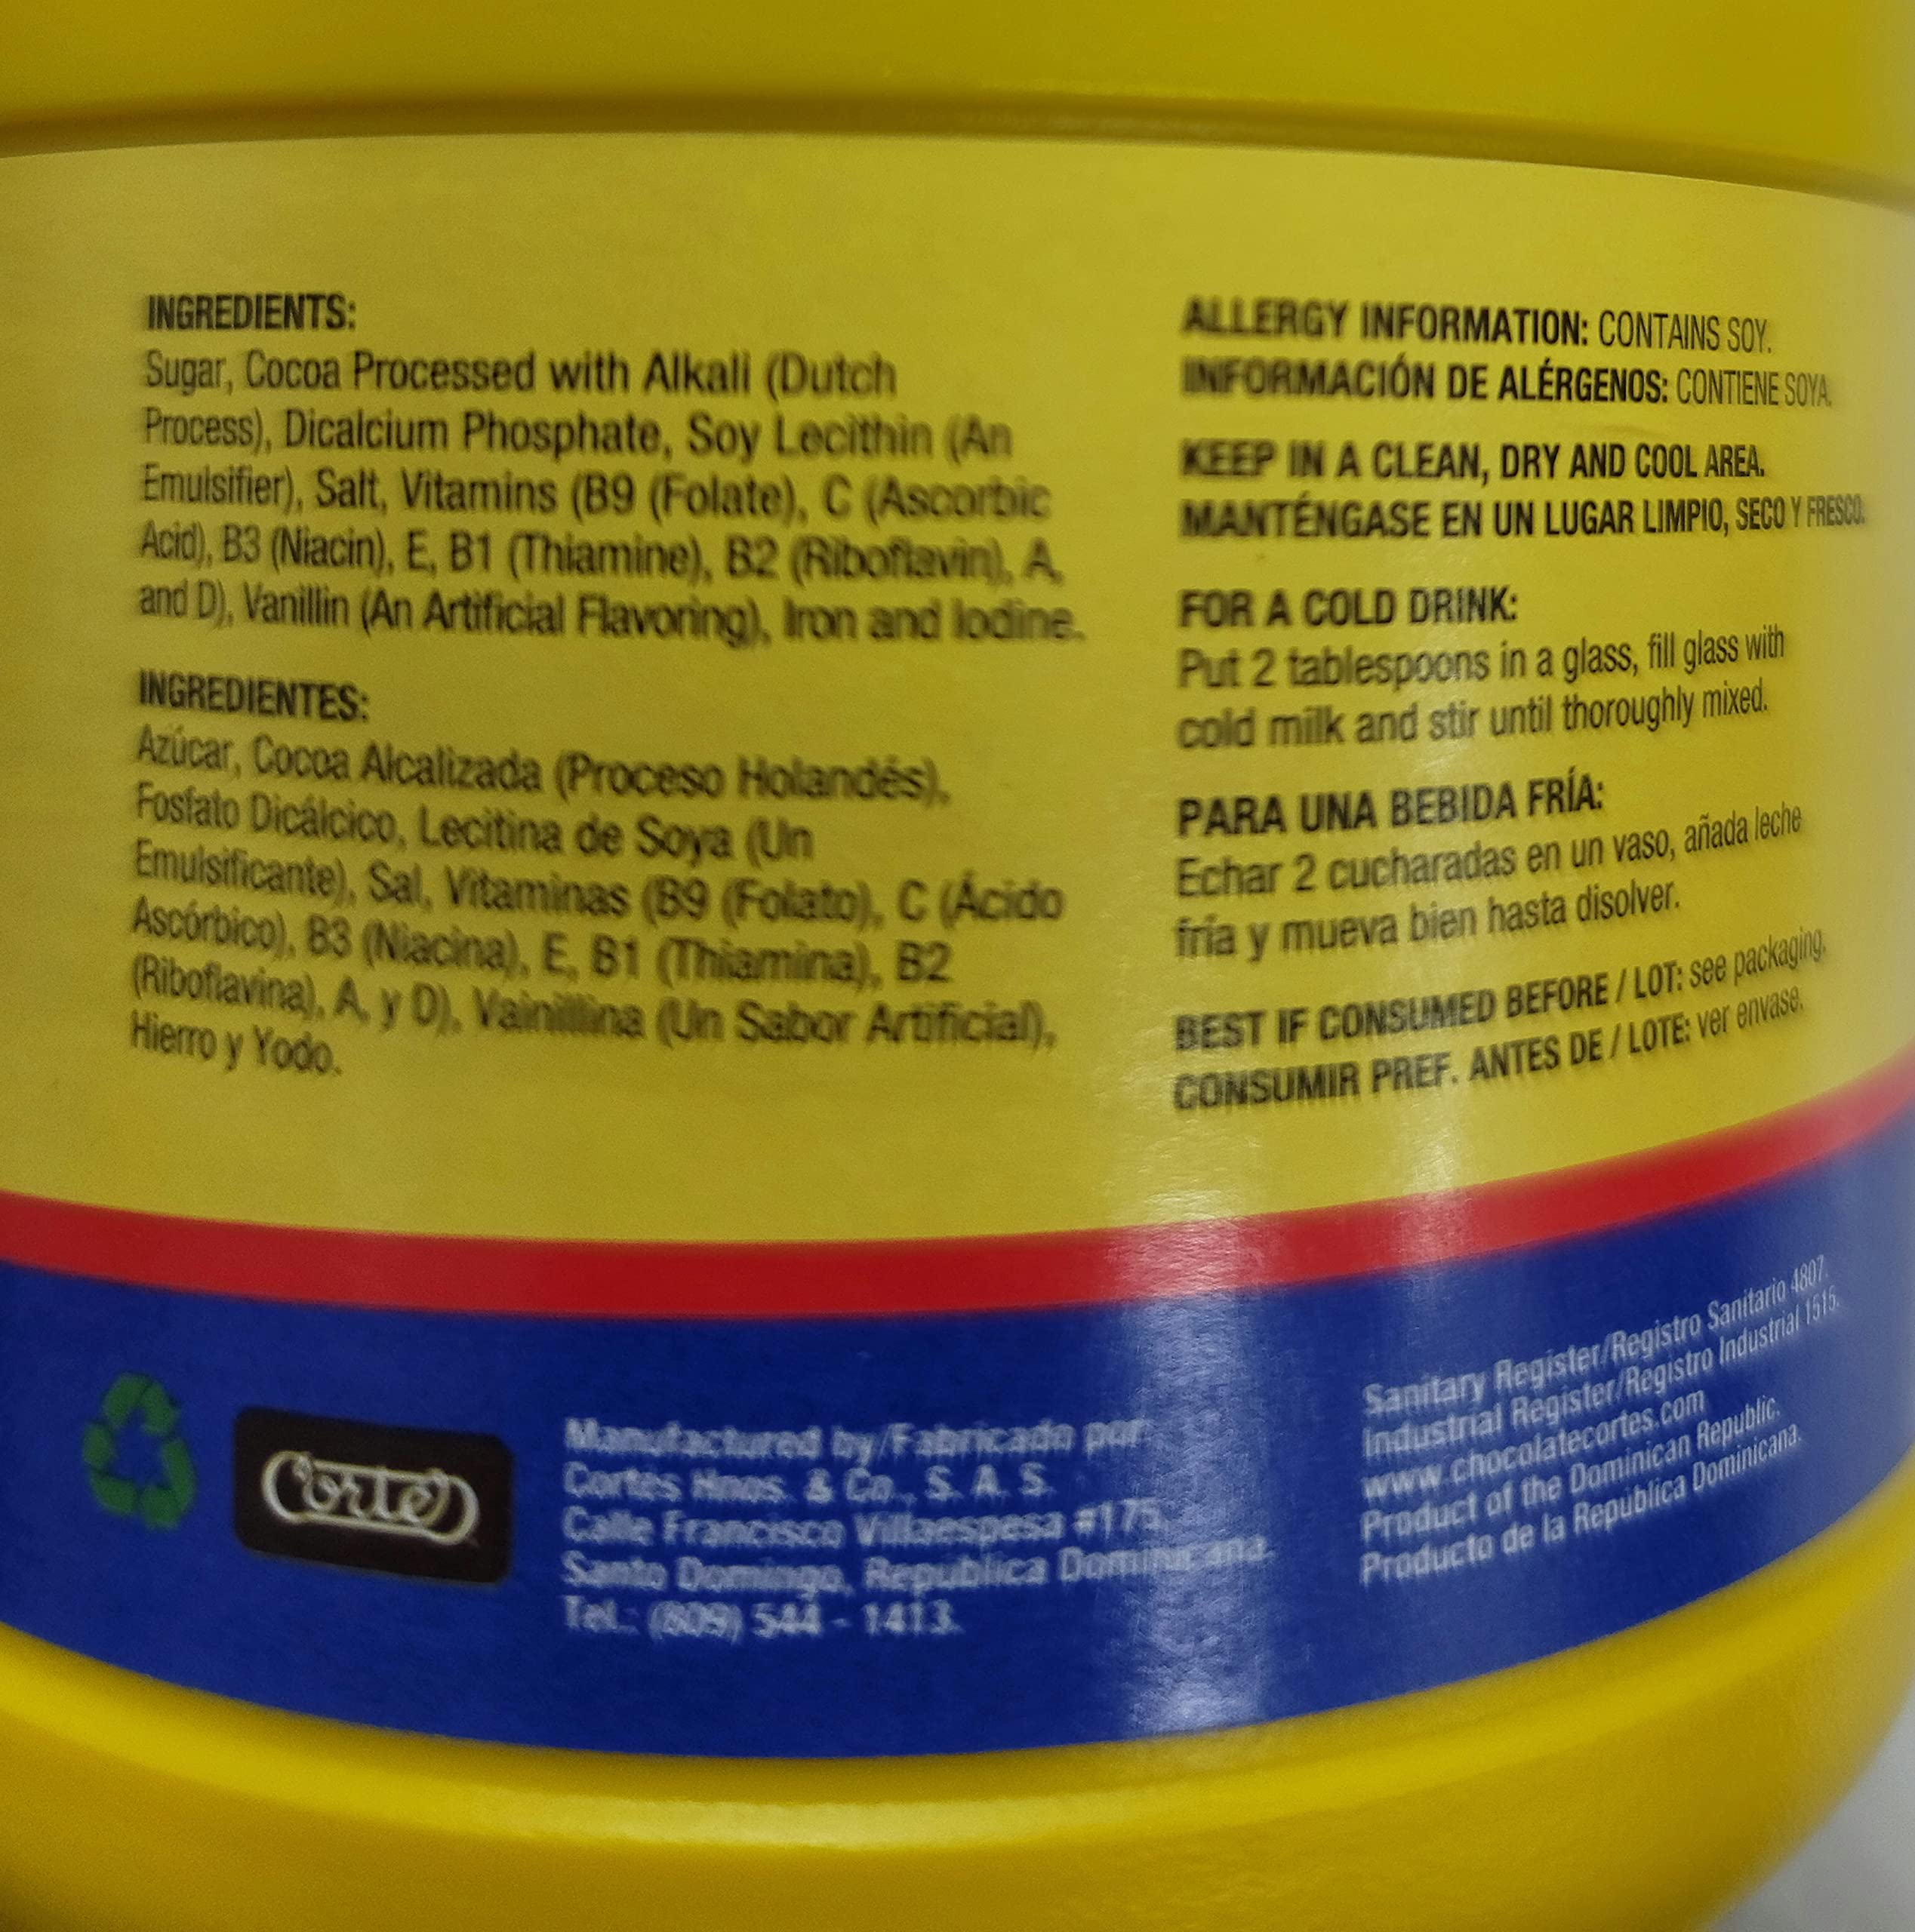 INGREDIENTS:
Sugar, Cocoa Processed with Alkali (Dutch
Process), Dicalcium Phosphate, Soy Lecithin (An
Emulsifier), Salt, Vitamins (B9 (Folate), C (Ascorbic
Acid), B3 (Niacin), E, B1 (Thiamine), B2 (Riboflavin), A,
and D), Vanillin (An Artificial Flavoring), Iron and Iodine.
INGREDIENTES:
Azúcar, Cocoa Alcalizada (Proceso Holandés),
Fosfato Dicálcico, Lecitina de Soya (Un
Emulsificante), Sal, Vitaminas (B9 (Folato), C (Ácido
Ascórbico), B3 (Niacina), E, B1 (Thiamina), B2
(Riboflavina), A, y D), Vainillina (Un Sabor Artificial),
Hierro y Yodo.
ALLERGY INFORMATION: CONTAINS SOY.
INFORMACIÓN DE ALÉRGENOS: CONTIENE SOYA.
KEEP IN A CLEAN, DRY AND COOL AREA.
MANTÉNGASE EN UN LUGAR LIMPIO, SECO Y FRESCO.
FOR A COLD DRINK:
Put 2 tablespoons in a glass, fill glass with
cold milk and stir until thoroughly mixed.
PARA UNA BEBIDA FRÍA:
Echar 2 cucharadas en un vaso, añada leche
fría y mueva bien hasta disolver.
BEST IF CONSUMED BEFORE / LOT: see packaging.
CONSUMIR PREF. ANTES DE / LOTE: ver envase.
Cortés
Manufactured by/Fabricado por:
Cortés Hnos. & Co., S. A. S.
Calle Francisco Villaespesa #175,
Santo Domingo, República Dominicana.
Tel.: (809) 544 - 1413.
Sanitary Register/Registro Sanitario 4807.
Industrial Register/Registro Industrial 1515.
www.chocolatecortes.com
Product of the Dominican Republic.
Producto de la Republica Dominicana.